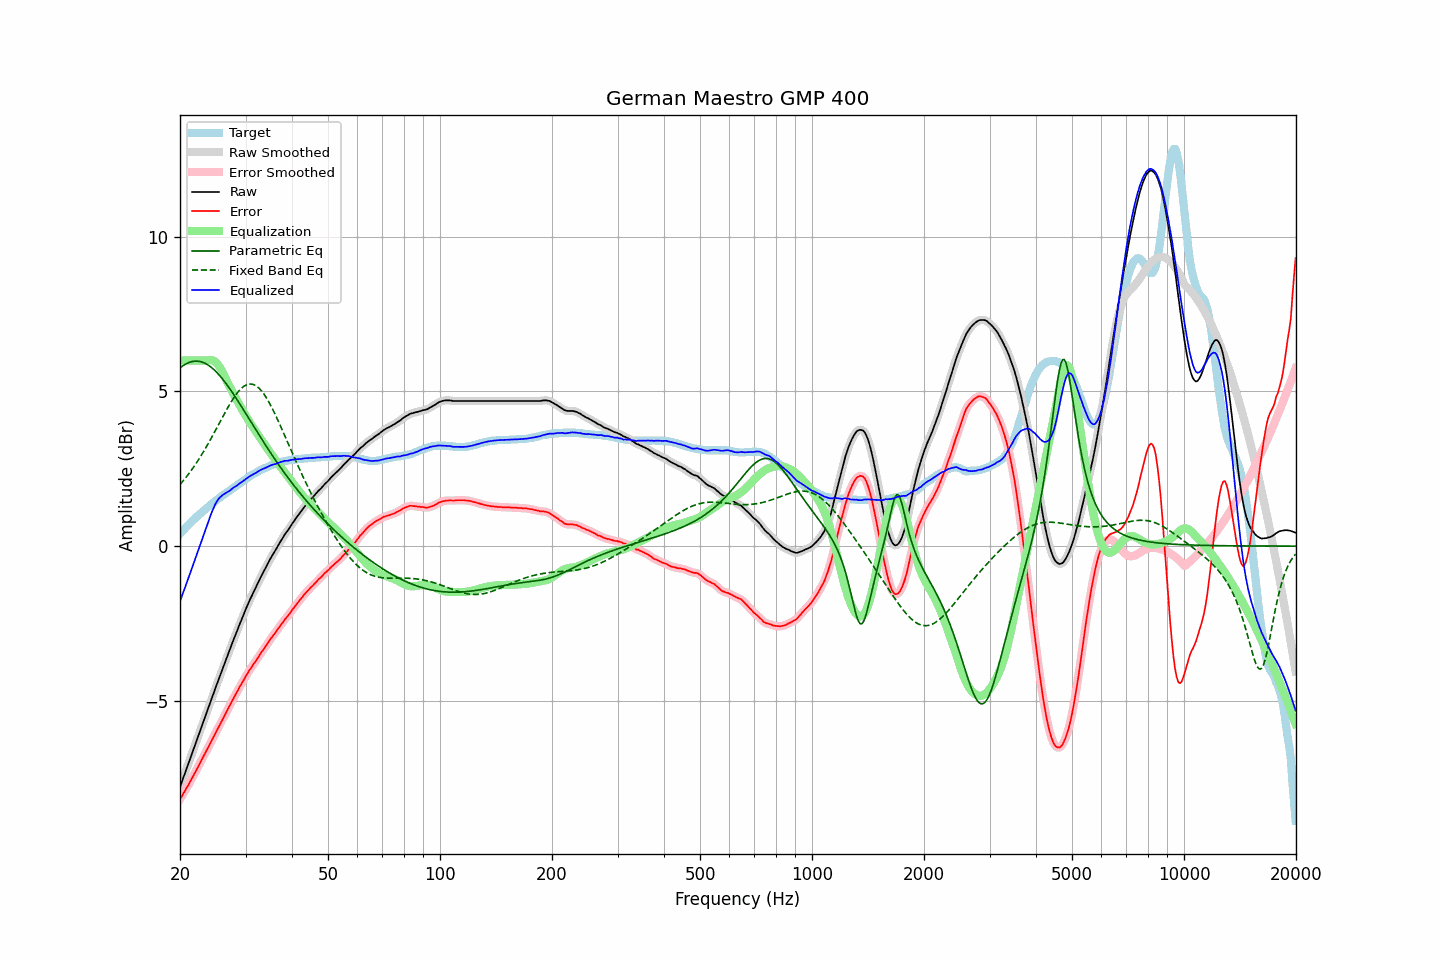 German Maestro GMP 400
Target
Raw Smoothed
Error Smoothed
Raw
Error
Equalization
Parametric Eq
Fixed Band Eq
Equalized
Amplitude (dBr)
10
5
0
−5
20
50
100
200
500
1000
2000
5000
10000
20000
Frequency (Hz)